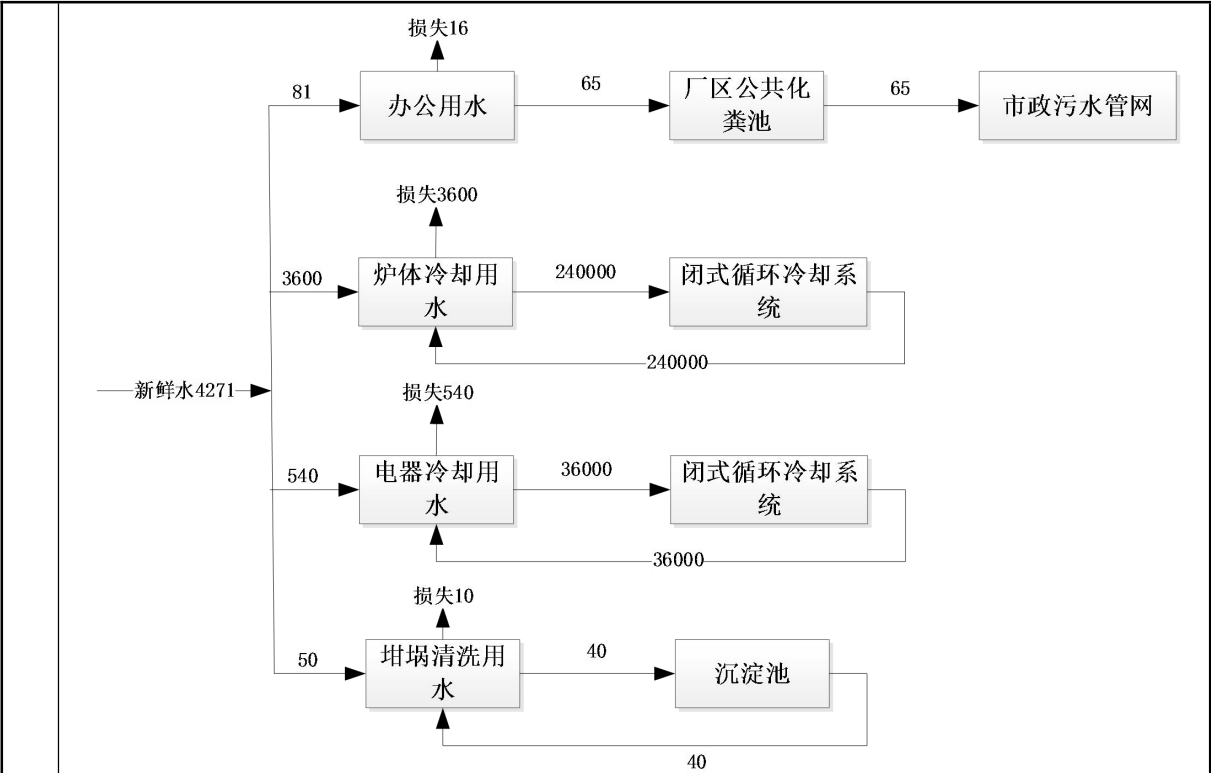 损失16
81
办公用水
65
厂区公共化
粪池
65
市政污水管网
损失3600
3600
炉体冷却用
水
240000
闭式循环冷却系
统
240000
新鲜水4271
损失540
540
电器冷却用
水
36000
闭式循环冷却系
统
36000
损失10
50
坩埚清洗用
水
40
沉淀池
40